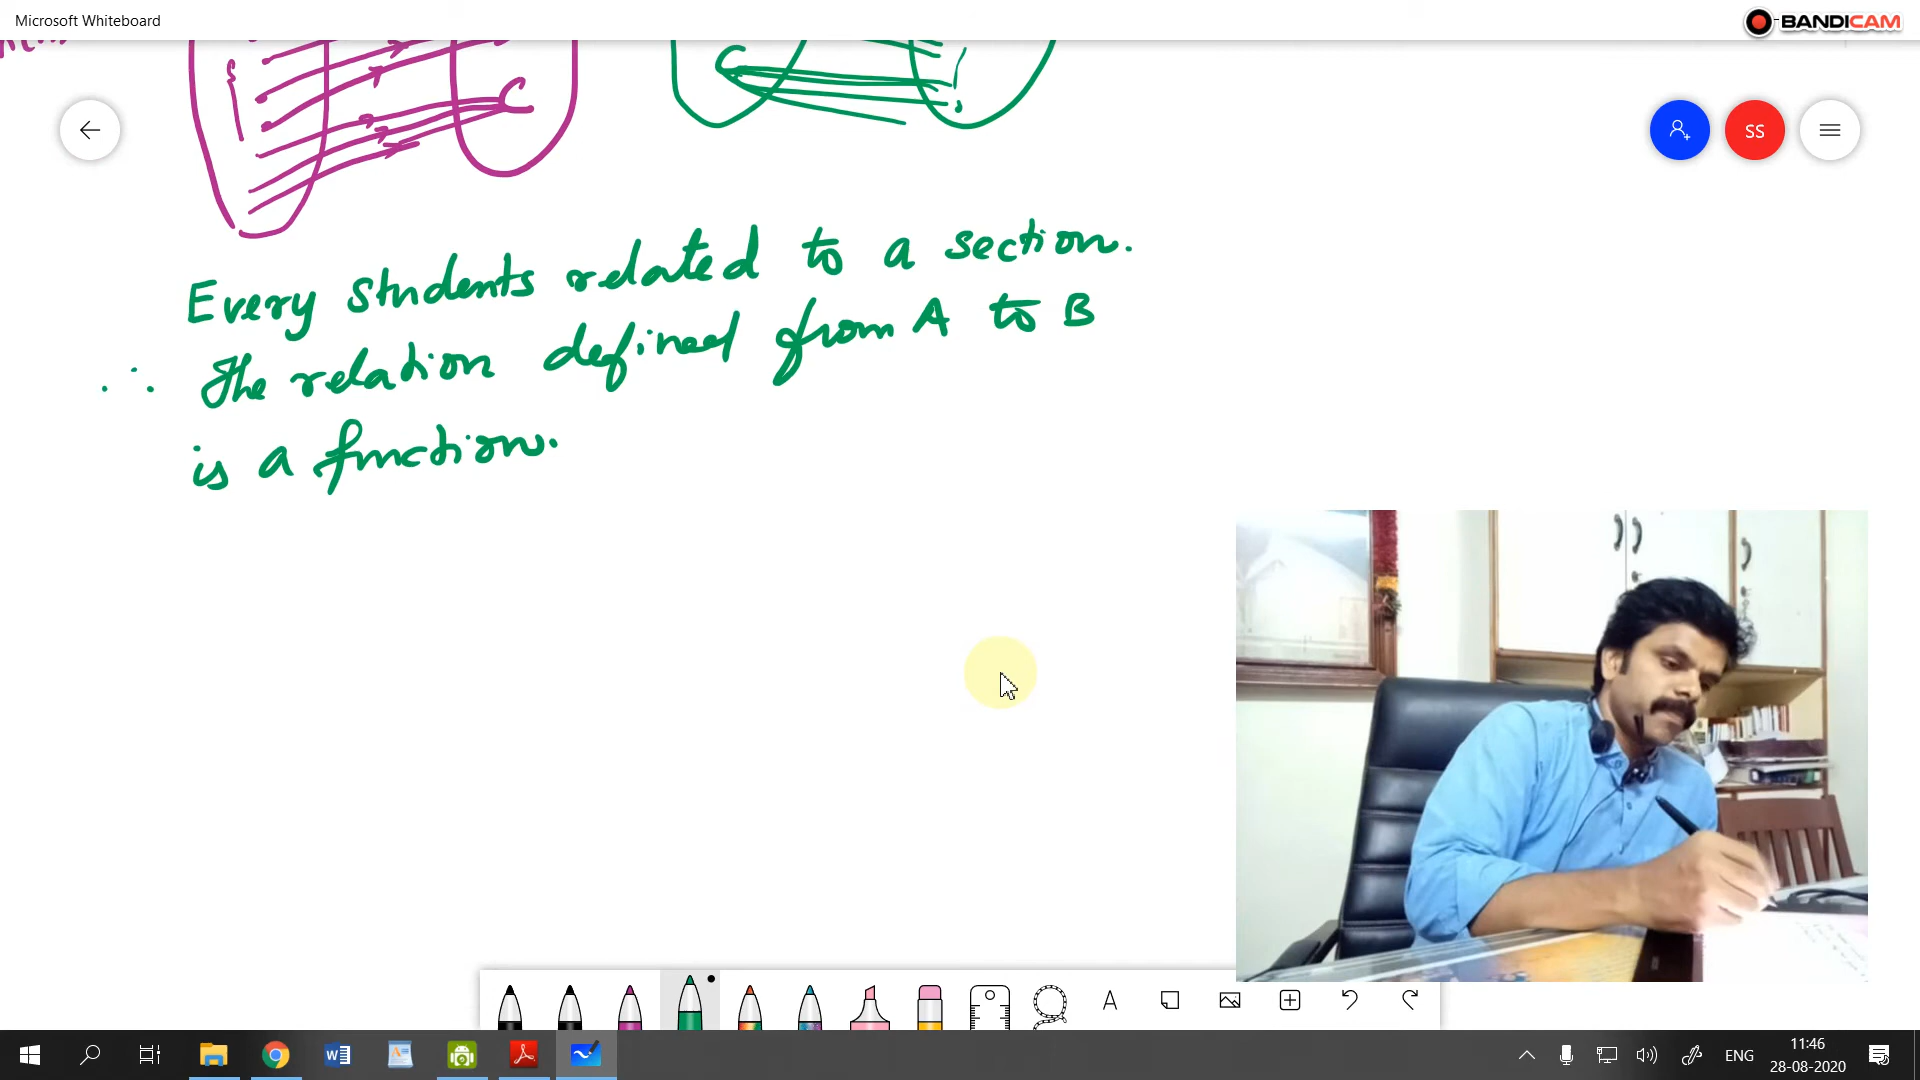 Microsoft Whiteboard
BANDICAM
C
C
SS
Every students related to a section.
∴ The relation defined from A to B
is a function.
A
W
ENG
11:46
28-08-2020